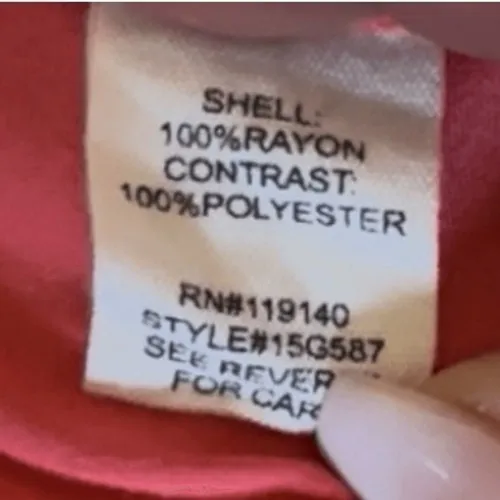 SHELL:
100%RAYON
CONTRAST:
100%POLYESTER
RN#119140
STYLE#15G587
SEE
FOR